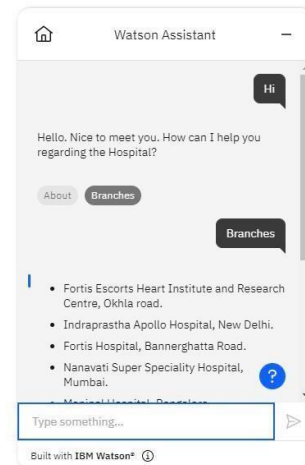 Watson Assistant
Hi
Hello. Nice to meet you. How can I help you
regarding the Hospital?
About Branches
Branches
• Fortis Escorts Heart Institute and Research
Centre, Okhla road.
• Indraprastha Apollo Hospital, New Delhi.
• Fortis Hospital, Bannerghatta Road.
• Nanavati Super Speciality Hospital,
Mumbai.
?
Type something...
Built with IBM Watson®